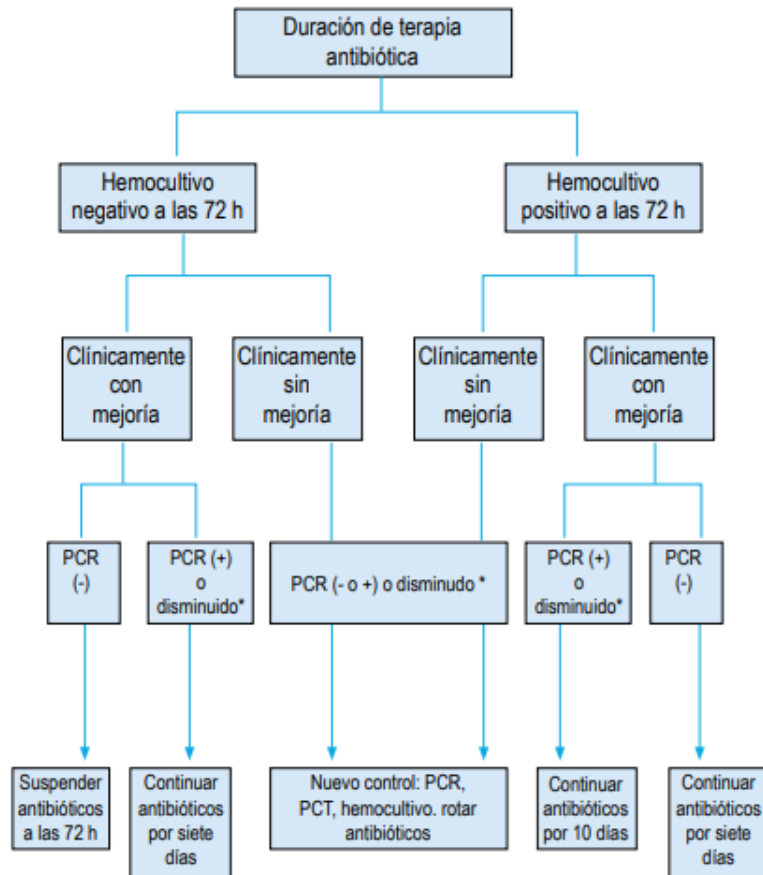 Duración de terapia
antibiótica
Hemocultivo
negativo a las 72 h
Hemocultivo
positivo a las 72 h
Clínicamente
con
mejoría
Clínicamente
sin
mejoría
Clínicamente
sin
mejoría
Clínicamente
con
mejoría
PCR
(-)
PCR (+)
o
disminuido*
PCR (- o +) o disminudo *
PCR (+)
o
disminuido*
PCR
(-)
Suspender
antibióticos
a las 72 h
Continuar
antibióticos
por siete
días
Nuevo control: PCR,
PCT, hemocultivo. rotar
antibióticos
Continuar
antibióticos
por 10 días
Continuar
antibióticos
por siete
días